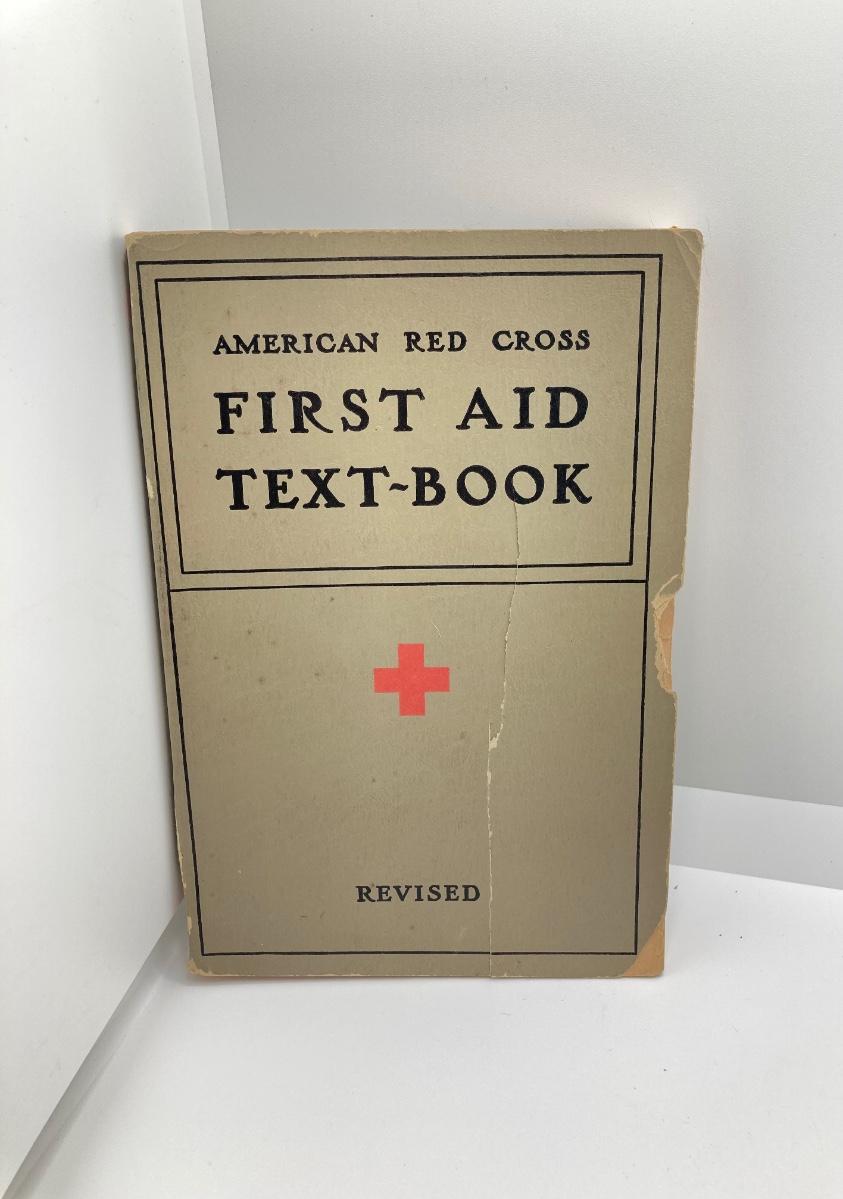 AMERICAN RED CROSS
FIRST AID
TEXT-BOOK
REVISED